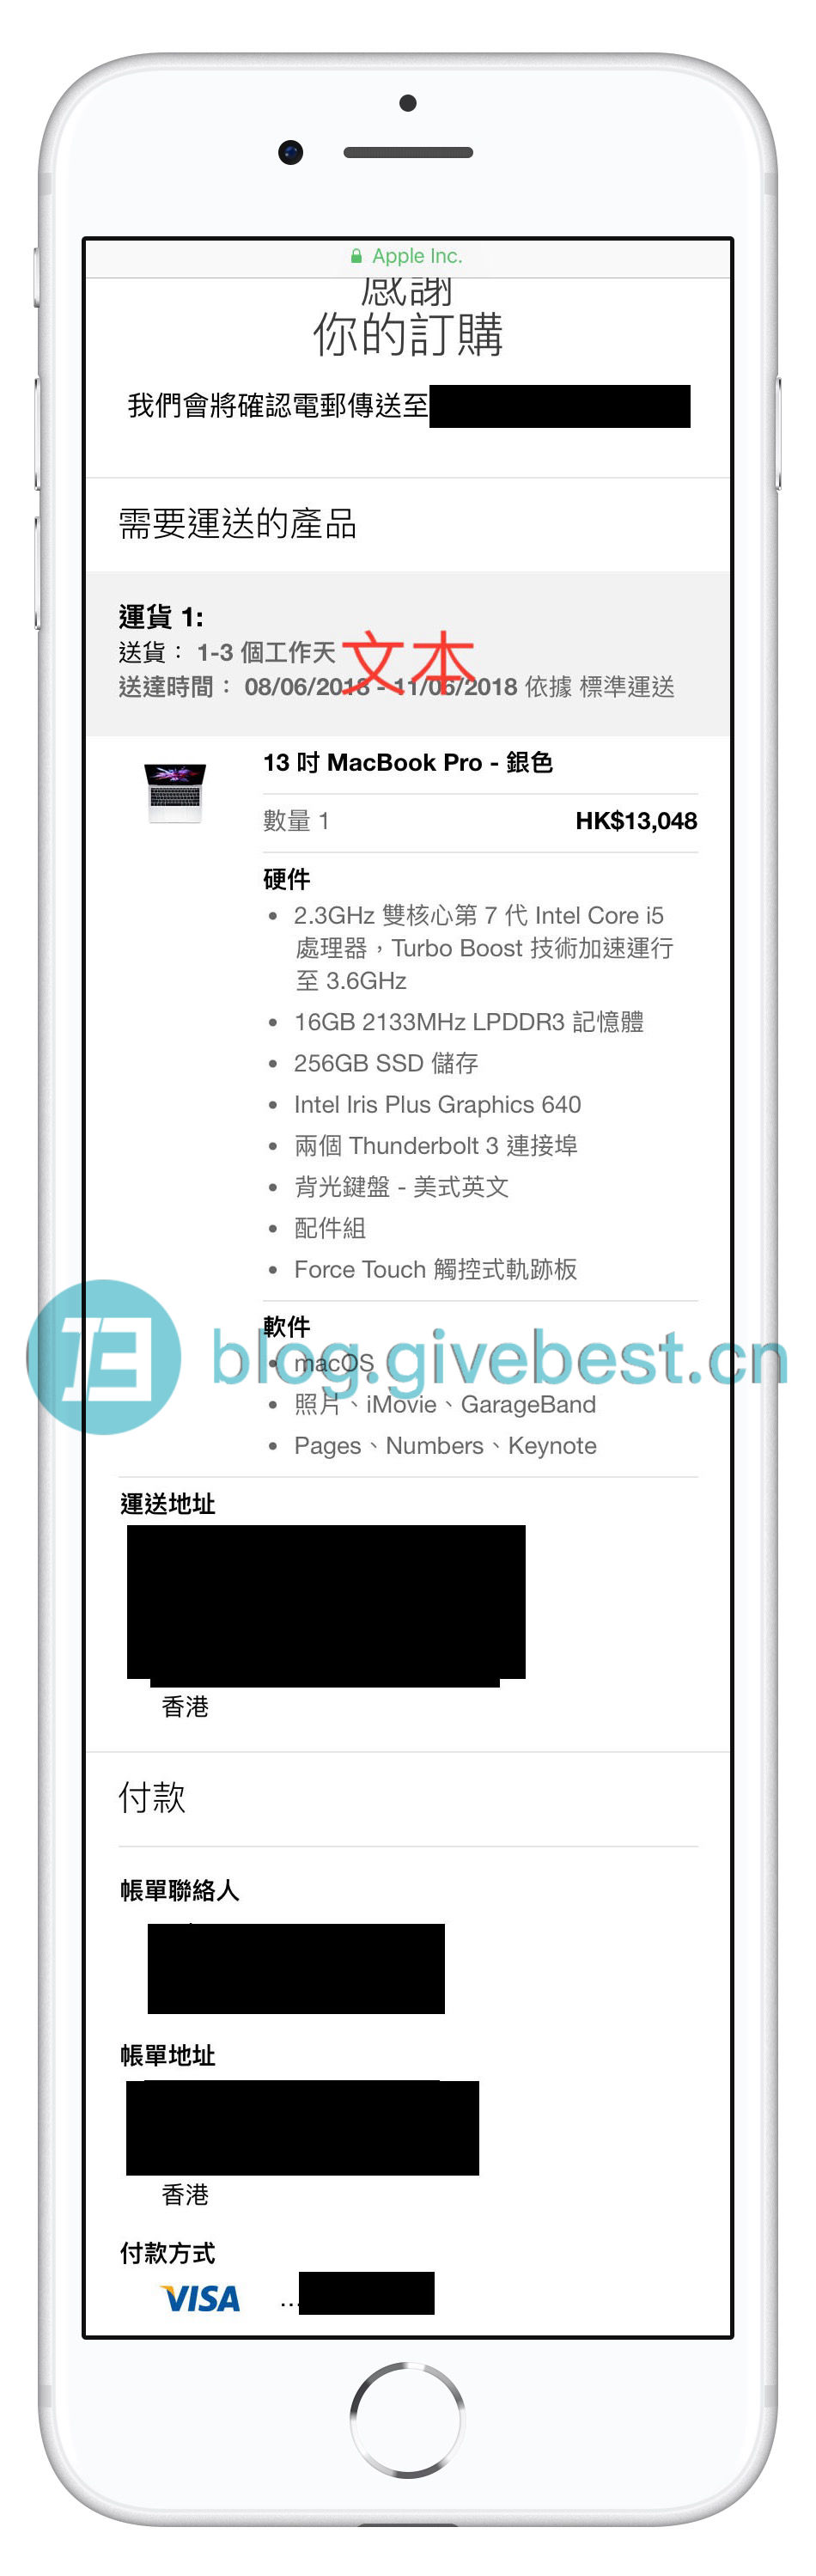 Apple Inc.
感謝
你的訂購
我們會將確認電郵傳送至
需要運送的產品
運貨 1:
送貨： 1-3 個工作天
文本
送達時間： 08/06/2018 - 11/06/2018 依據 標準運送
13 吋 MacBook Pro - 銀色
數量 1 HK$13,048
硬件
• 2.3GHz 雙核心第 7 代 Intel Core i5
處理器，Turbo Boost 技術加速運行
至 3.6GHz
• 16GB 2133MHz LPDDR3 記憶體
• 256GB SSD 儲存
• Intel Iris Plus Graphics 640
• 兩個 Thunderbolt 3 連接埠
• 背光鍵盤 - 美式英文
• 配件組
• Force Touch 觸控式軌跡板
軟件
blog.givebest.cn
• macOS
• 照片、iMovie、GarageBand
• Pages、Numbers、Keynote
運送地址
香港
付款
帳單聯絡人
帳單地址
香港
付款方式
VISA ...